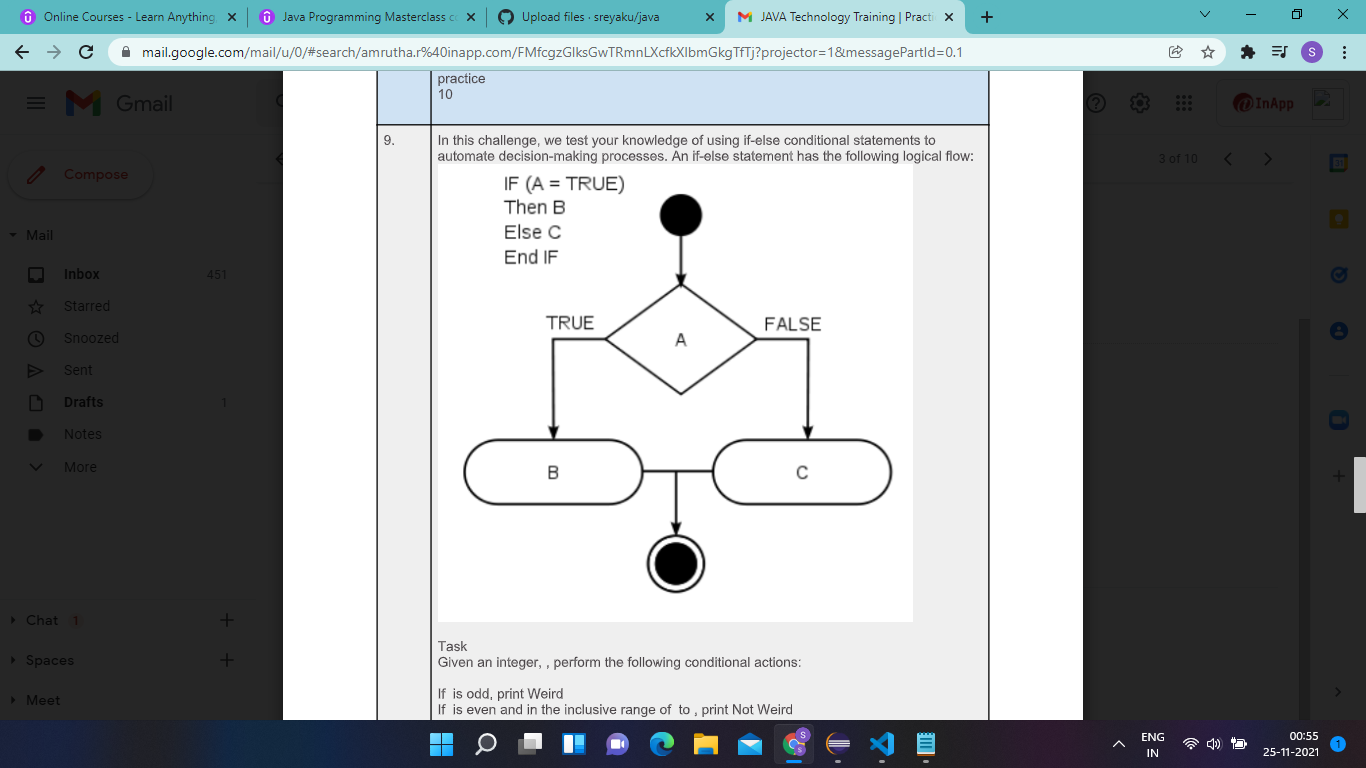 Online Courses - Learn Anything,
Java Programming Masterclass co
Upload files · sreyaku/java
JAVA Technology Training | Practi
mail.google.com/mail/u/0/#search/amrutha.r%40inapp.com/FMfcgzGlksGwTRmnLXcfkXlbmGkgTfTj?projector=1&messagePartId=0.1
S
Gmail
InApp
Compose
3 of 10
Mail
Inbox 451
Starred
Snoozed
Sent
Drafts 1
Notes
More
Chat 1
Spaces
Meet
practice
10
9.
In this challenge, we test your knowledge of using if-else conditional statements to
automate decision-making processes. An if-else statement has the following logical flow:
IF (A = TRUE)
Then B
Else C
End IF
TRUE
A
FALSE
B
C
Task
Given an integer, , perform the following conditional actions:
If  is odd, print Weird
If  is even and in the inclusive range of  to , print Not Weird
S
ENG
IN
00:55
25-11-2021
1